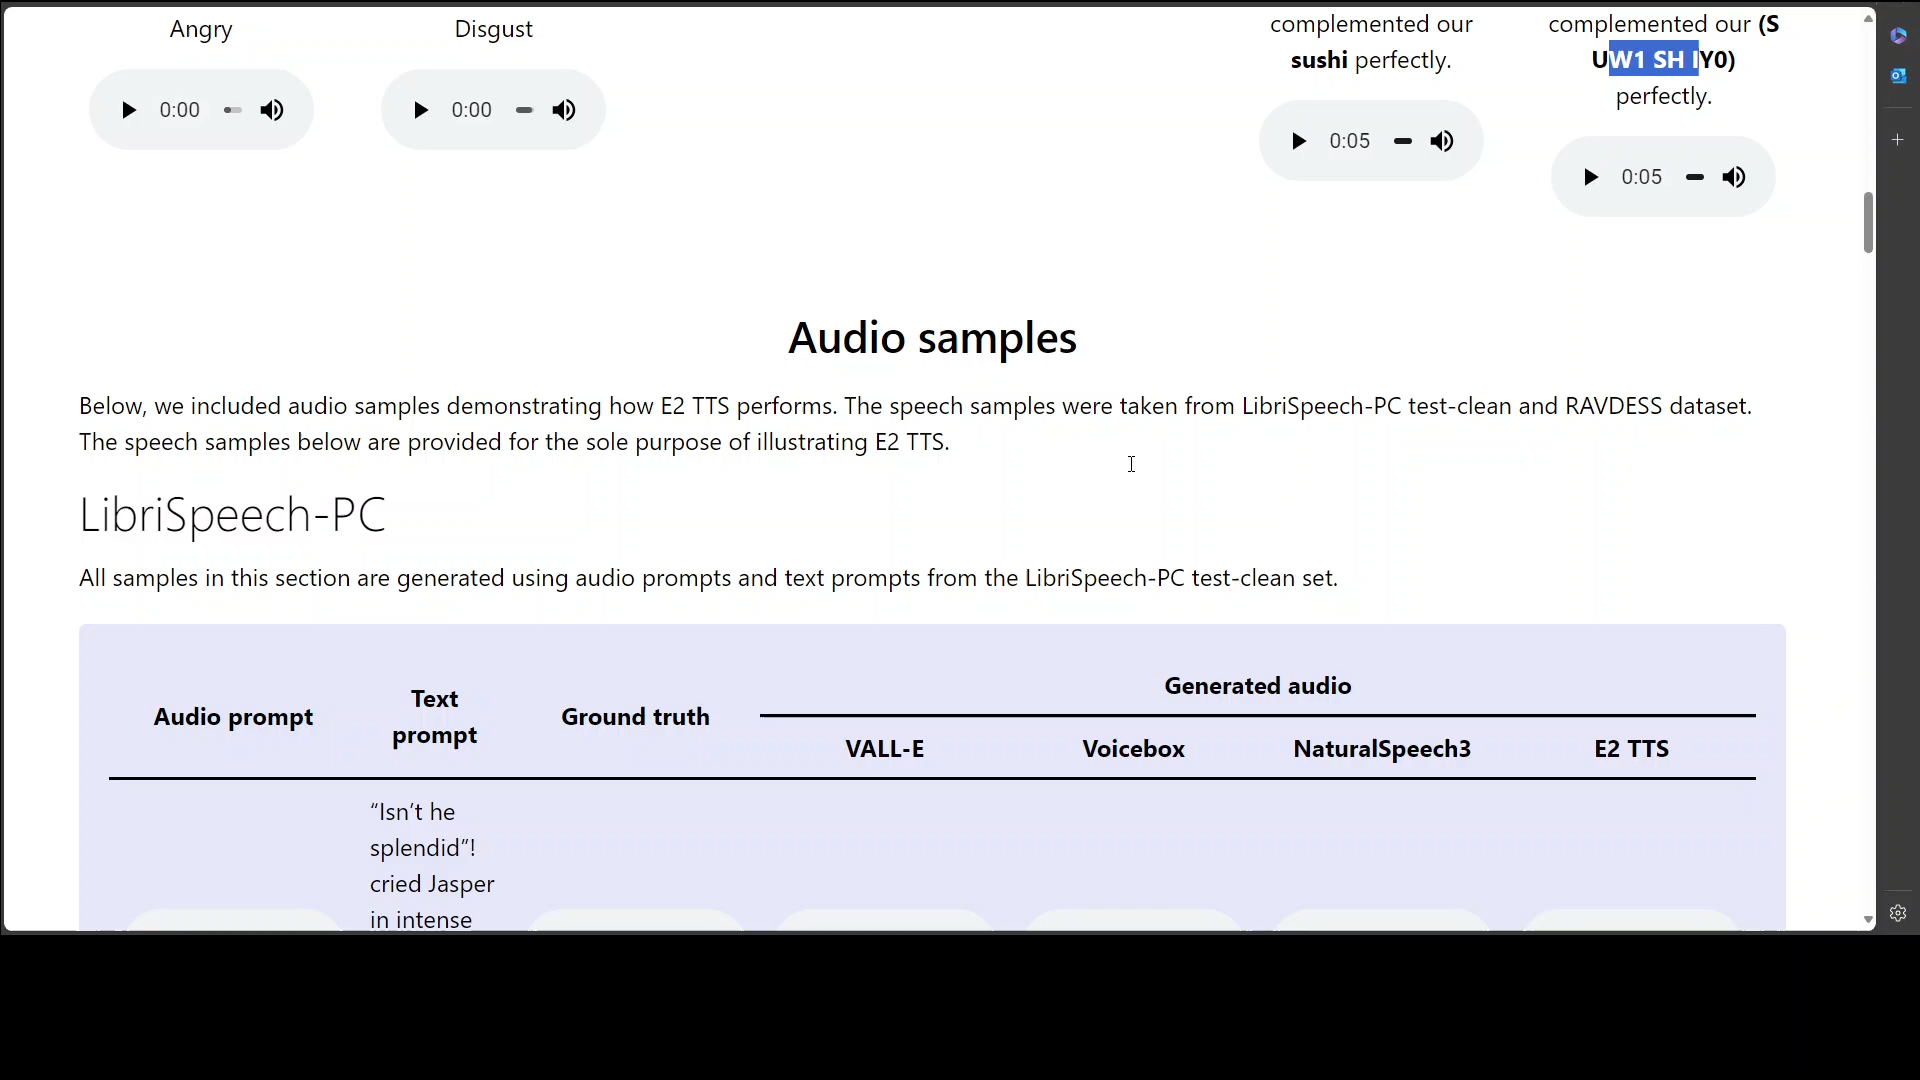 Angry
Disgust
complemented our
sushi perfectly.
complemented our (S
UW1 SH IY0)
perfectly.
0:00
0:00
0:05
0:05
Audio samples
Below, we included audio samples demonstrating how E2 TTS performs. The speech samples were taken from LibriSpeech-PC test-clean and RAVDESS dataset.
The speech samples below are provided for the sole purpose of illustrating E2 TTS.
LibriSpeech-PC
All samples in this section are generated using audio prompts and text prompts from the LibriSpeech-PC test-clean set.
Audio prompt
Text
prompt
Ground truth
Generated audio
VALL-E
Voicebox
NaturalSpeech3
E2 TTS
“Isn’t he
splendid”!
cried Jasper
in intense